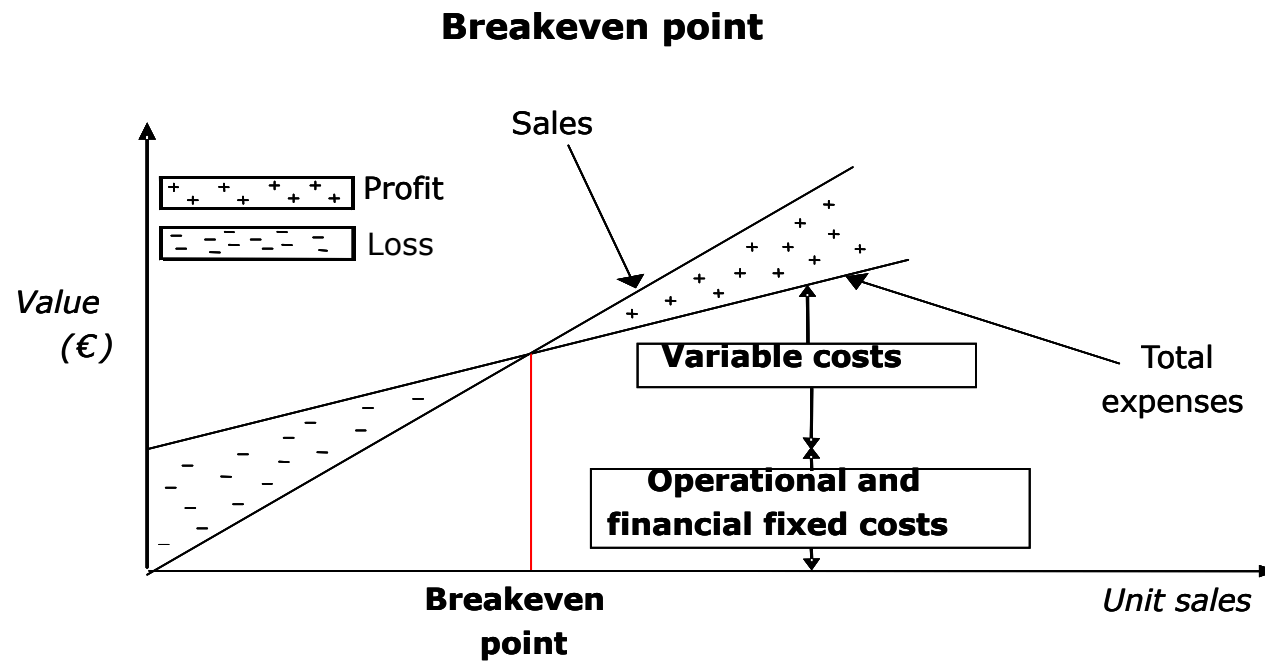 Breakeven point
Sales
Profit
Loss
Value
(€)
Variable costs
Total
expenses
Operational and
financial fixed costs
Breakeven
point
Unit sales